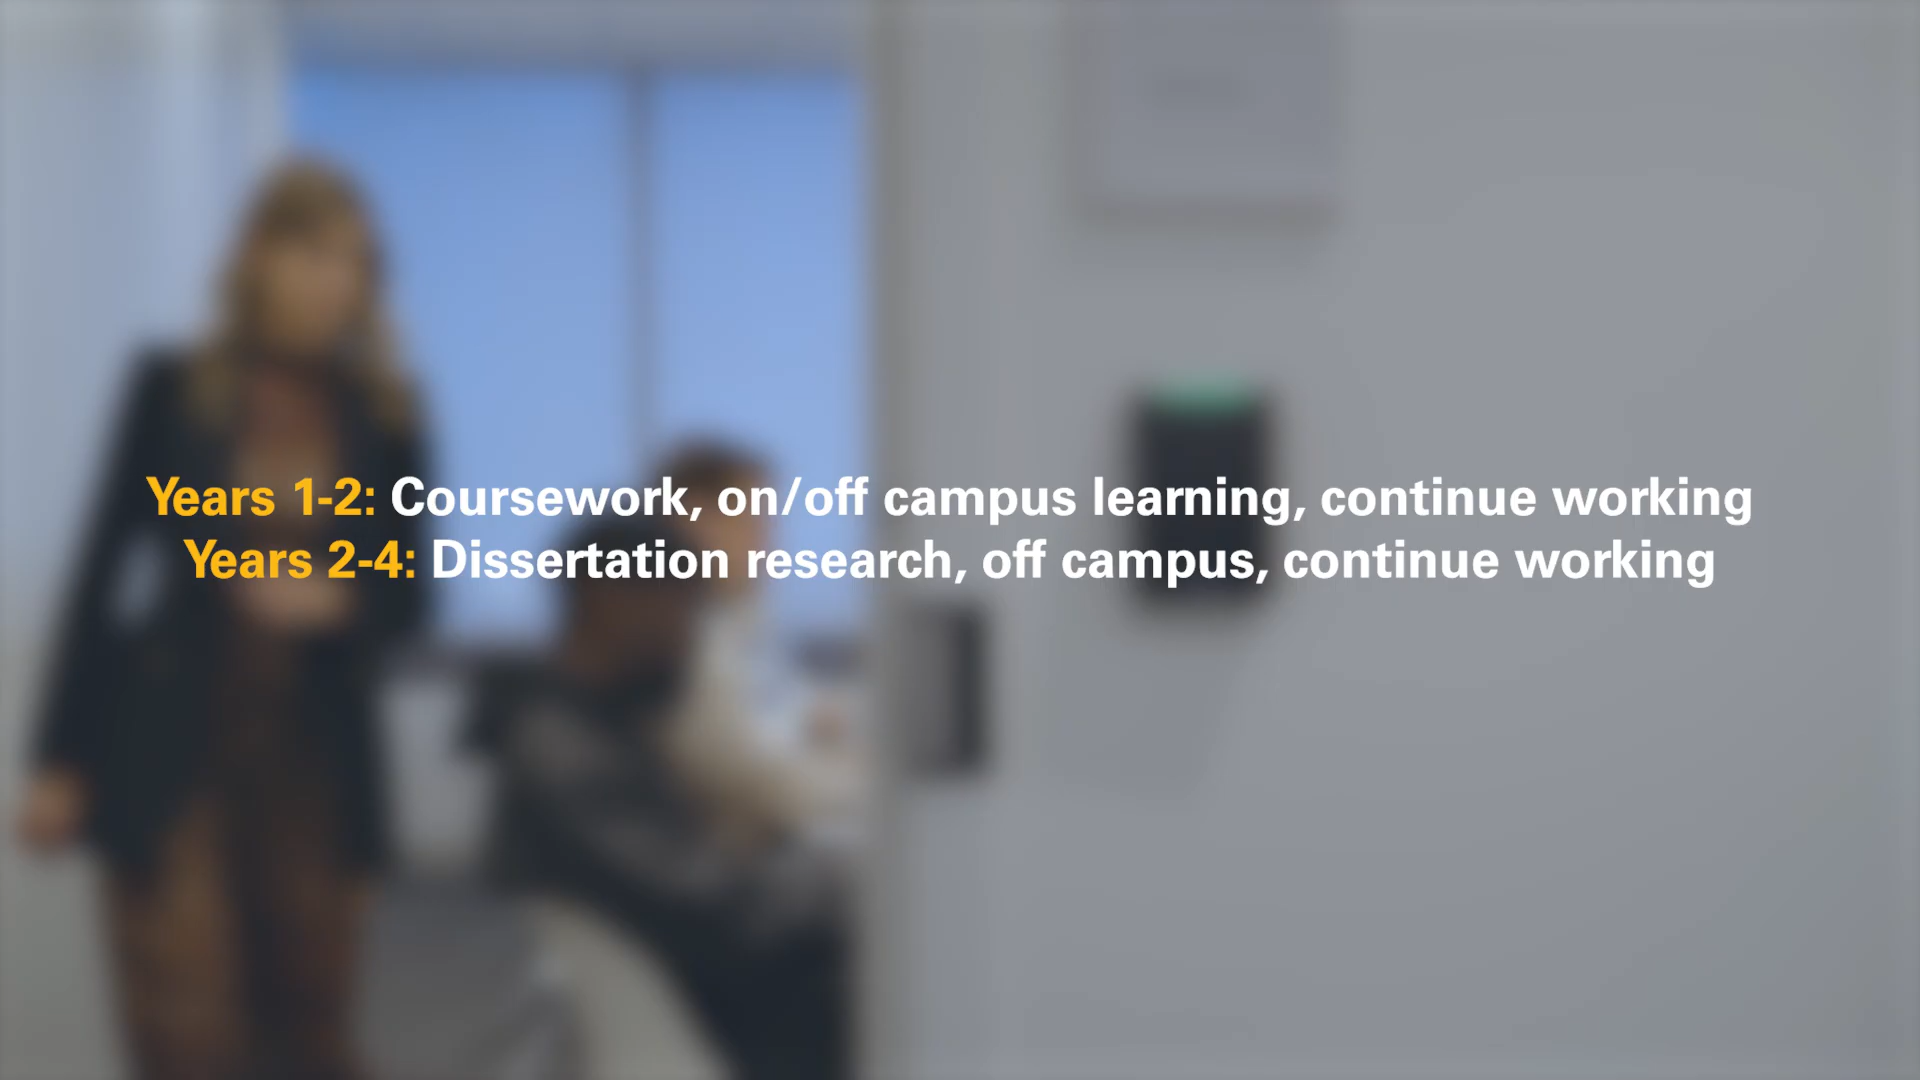 Years 1-2: Coursework, on/off campus learning, continue working
Years 2-4: Dissertation research, off campus, continue working